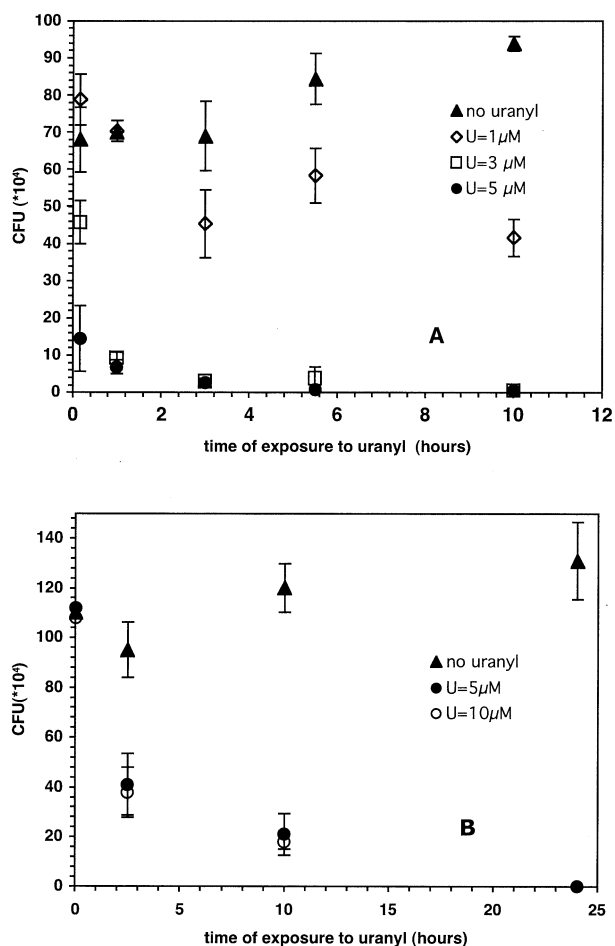 100
90
80
70
60
50
40
30
20
10
0
CFU (*10⁴)
▲ no uranyl
◇ U=1µM
□ U=3 µM
● U=5 µM
A
0 2 4 6 8 10 12
time of exposure to uranyl (hours)
140
120
100
80
60
40
20
0
CFU(*10⁴)
▲ no uranyl
● U=5µM
○ U=10µM
B
0 5 10 15 20 25
time of exposure to uranyl (hours)